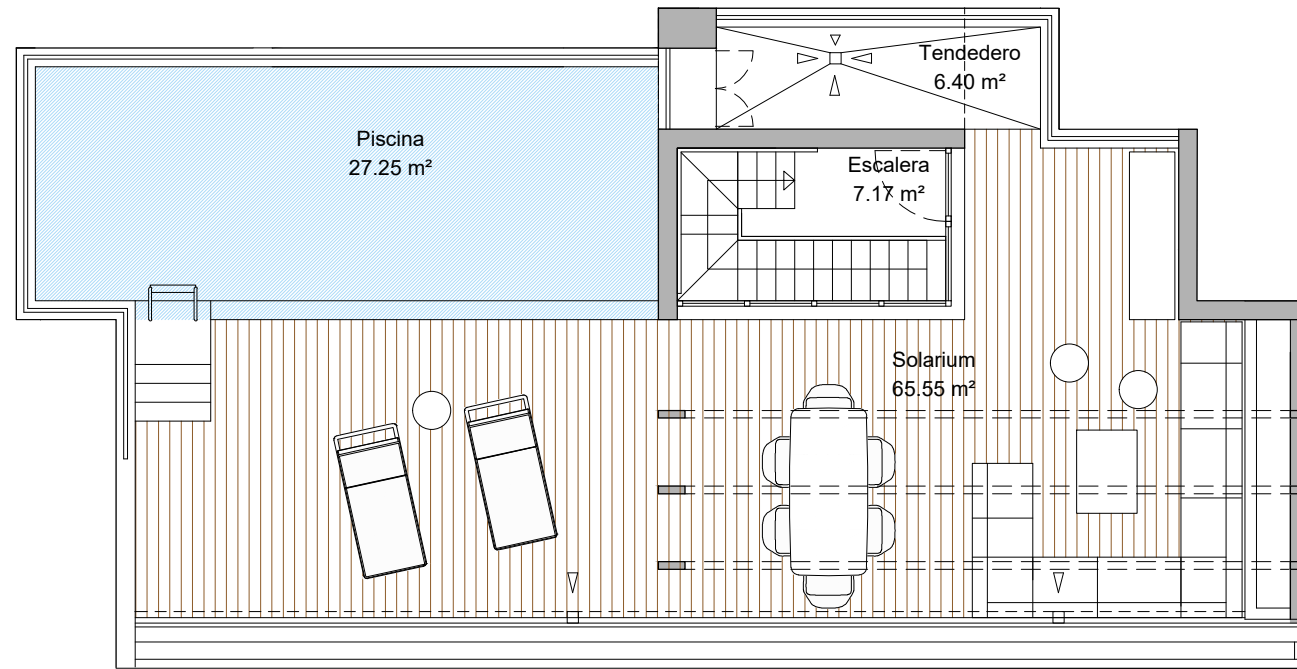 Tendedero
6.40 m²
Piscina
27.25 m²
Escalera
7.17 m²
Solarium
65.55 m²